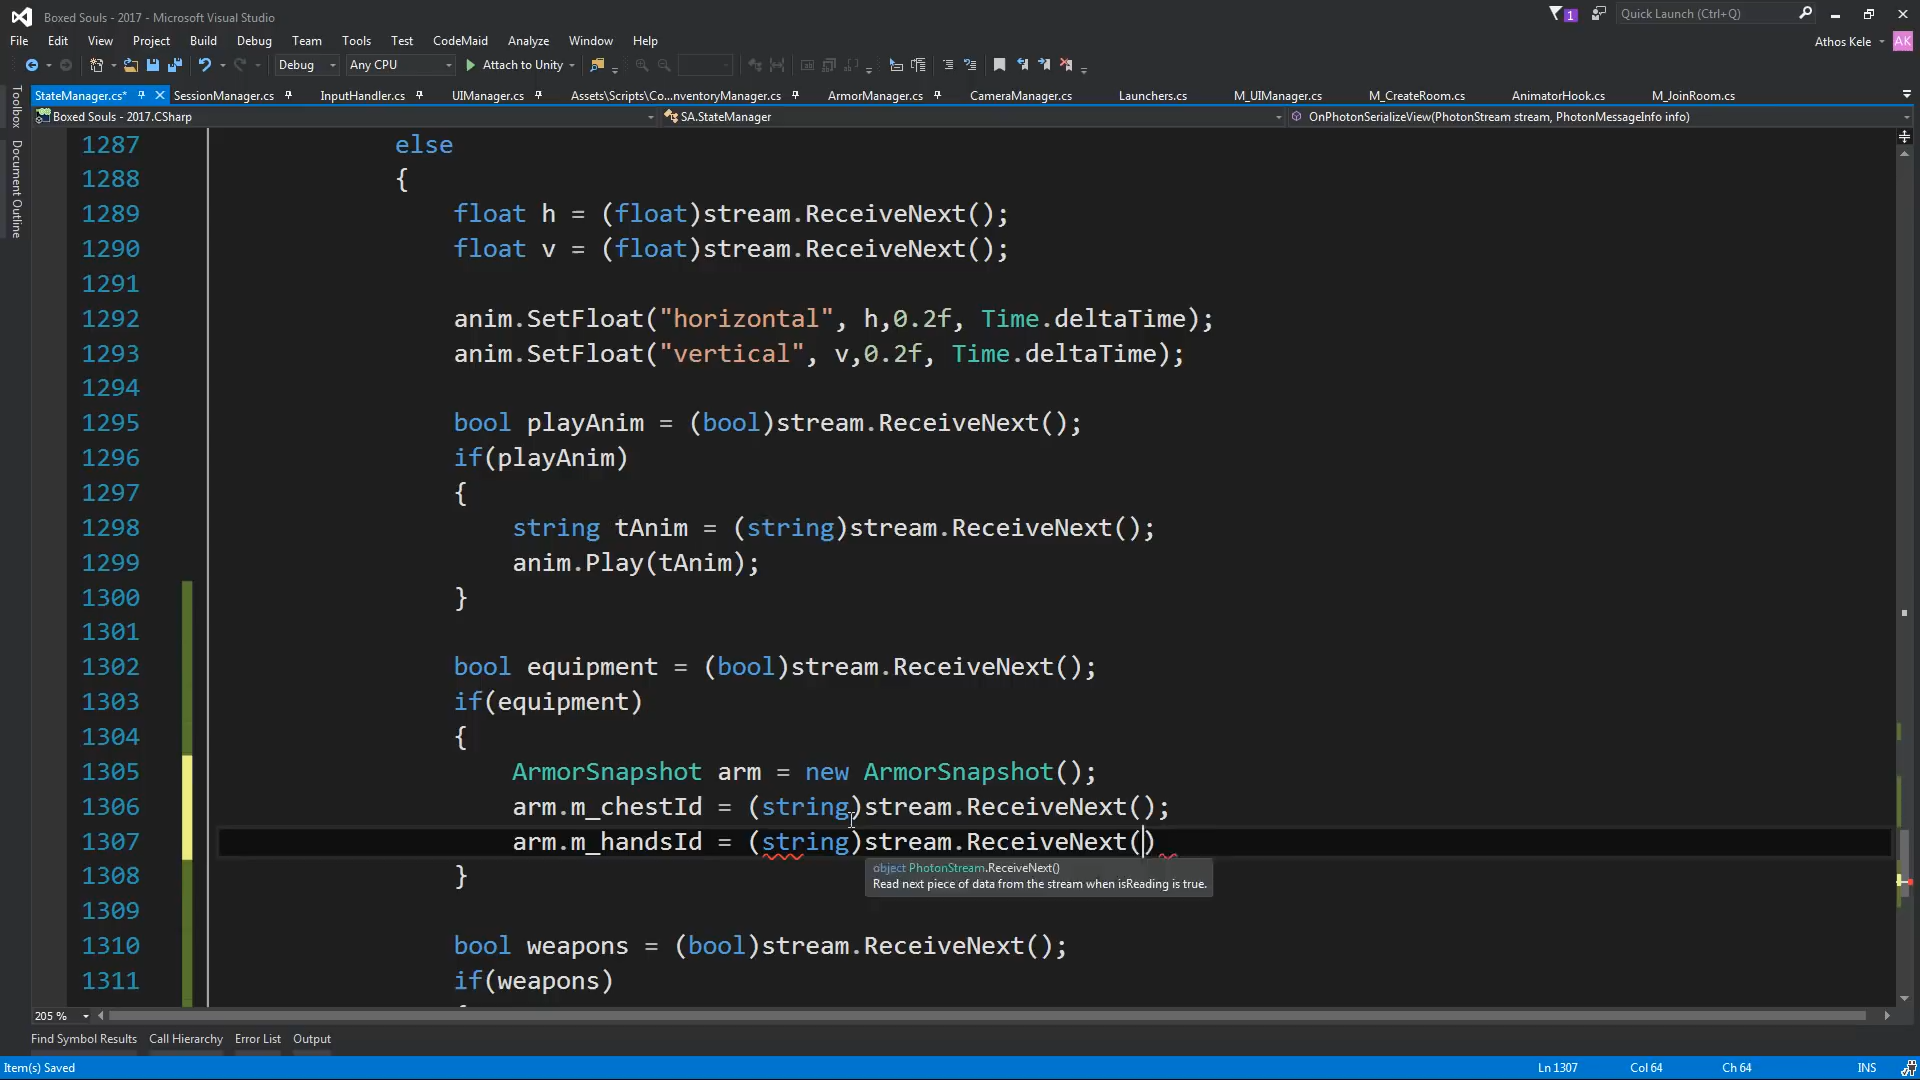 Boxed Souls - 2017 - Microsoft Visual Studio
1
Quick Launch (Ctrl+Q)
File Edit View Project Build Debug Team Tools Test CodeMaid Analyze Window Help
Athos Kele AK
Debug Any CPU Attach to Unity
Toolbox
Document Outline
StateManager.cs* SessionManager.cs InputHandler.cs UIManager.cs Assets\Scripts\Co...nventoryManager.cs ArmorManager.cs CameraManager.cs Launchers.cs M_UIManager.cs M_CreateRoom.cs AnimatorHook.cs M_JoinRoom.cs
Boxed Souls - 2017.CSharp SA.StateManager OnPhotonSerializeView(PhotonStream stream, PhotonMessageInfo info)
1287 else
1288 {
1289 float h = (float)stream.ReceiveNext();
1290 float v = (float)stream.ReceiveNext();
1291
1292 anim.SetFloat("horizontal", h,0.2f, Time.deltaTime);
1293 anim.SetFloat("vertical", v,0.2f, Time.deltaTime);
1294
1295 bool playAnim = (bool)stream.ReceiveNext();
1296 if(playAnim)
1297 {
1298 string tAnim = (string)stream.ReceiveNext();
1299 anim.Play(tAnim);
1300 }
1301
1302 bool equipment = (bool)stream.ReceiveNext();
1303 if(equipment)
1304 {
1305 ArmorSnapshot arm = new ArmorSnapshot();
1306 arm.m_chestId = (string)stream.ReceiveNext();
1307 arm.m_handsId = (string)stream.ReceiveNext()
object PhotonStream.ReceiveNext()
Read next piece of data from the stream when isReading is true.
1308 }
1309
1310 bool weapons = (bool)stream.ReceiveNext();
1311 if(weapons)
205 %
Find Symbol Results Call Hierarchy Error List Output
Item(s) Saved Ln 1307 Col 64 Ch 64 INS